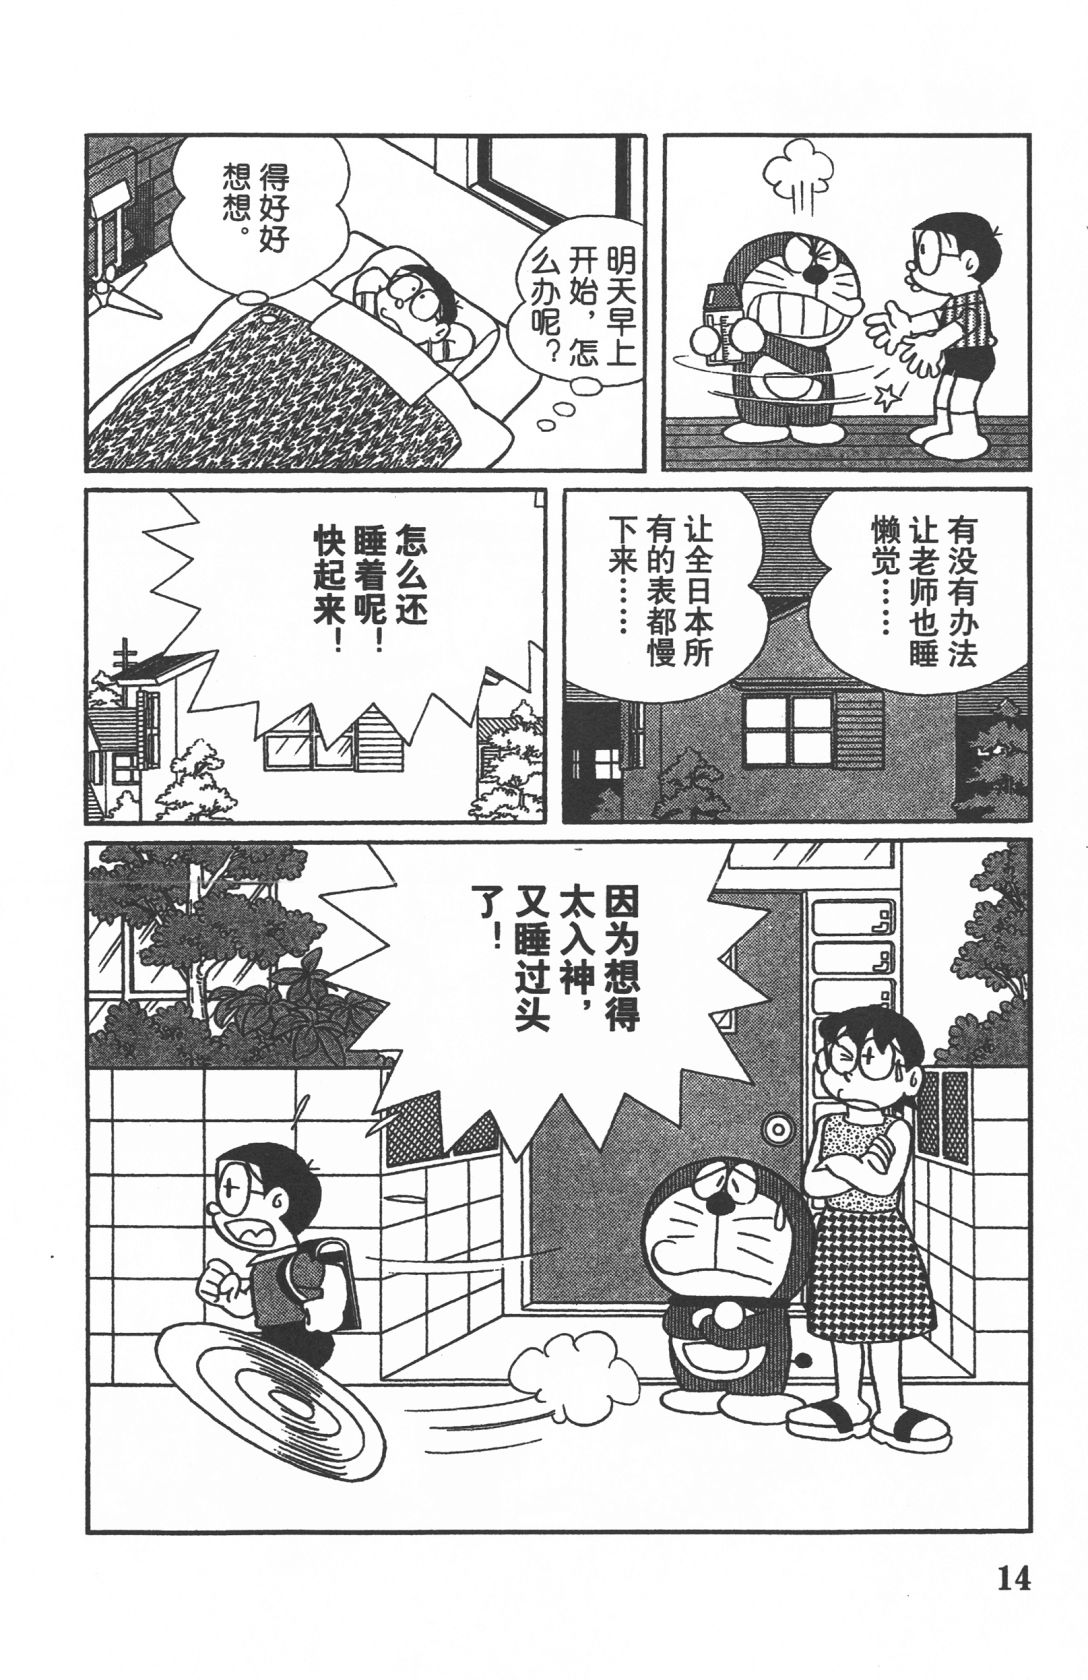 明天早上
开始，怎
么办呢？
得好好
想想。
有没有办法
让老师也睡
懒觉……
让全日本所
有的表都慢
下来……
怎么还
睡着呢！
快起来！
因为想得
太入神，
又睡过头
了！
14